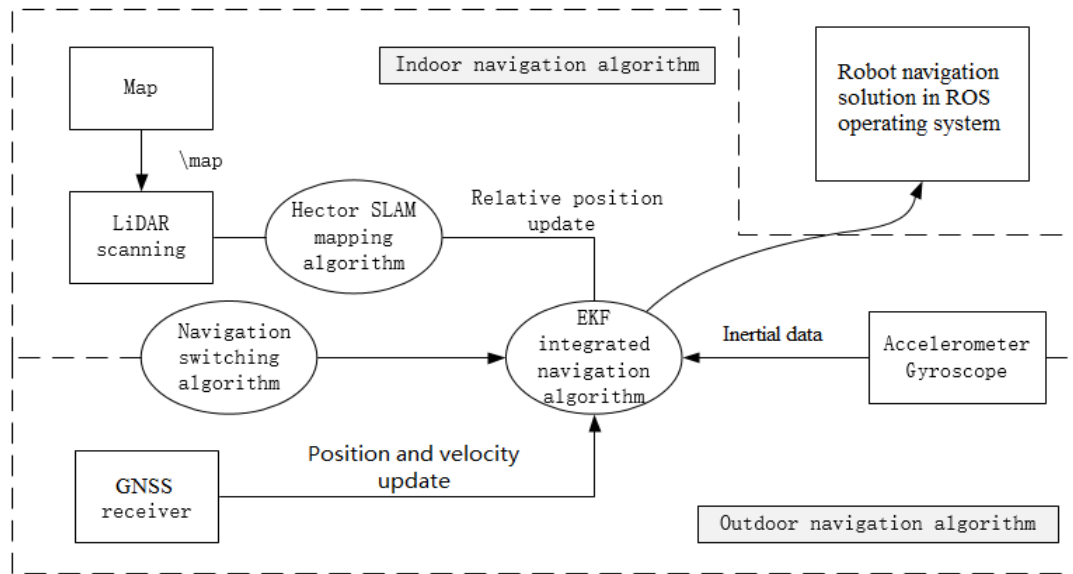 Indoor navigation algorithm
Map
\map
Robot navigation
solution in ROS
operating system
LiDAR
scanning
Hector SLAM
mapping
algorithm
Relative position
update
Navigation
switching
algorithm
EKF
integrated
navigation
algorithm
Inertial data
Accelerometer
Gyroscope
GNSS
receiver
Position and velocity
update
Outdoor navigation algorithm